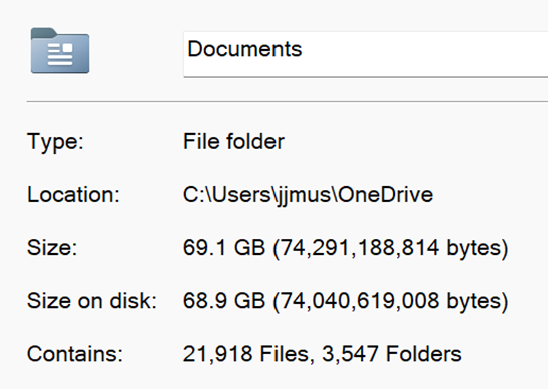 Documents
Type: File folder
Location: C:\Users\jjmus\OneDrive
Size: 69.1 GB (74,291,188,814 bytes)
Size on disk: 68.9 GB (74,040,619,008 bytes)
Contains: 21,918 Files, 3,547 Folders